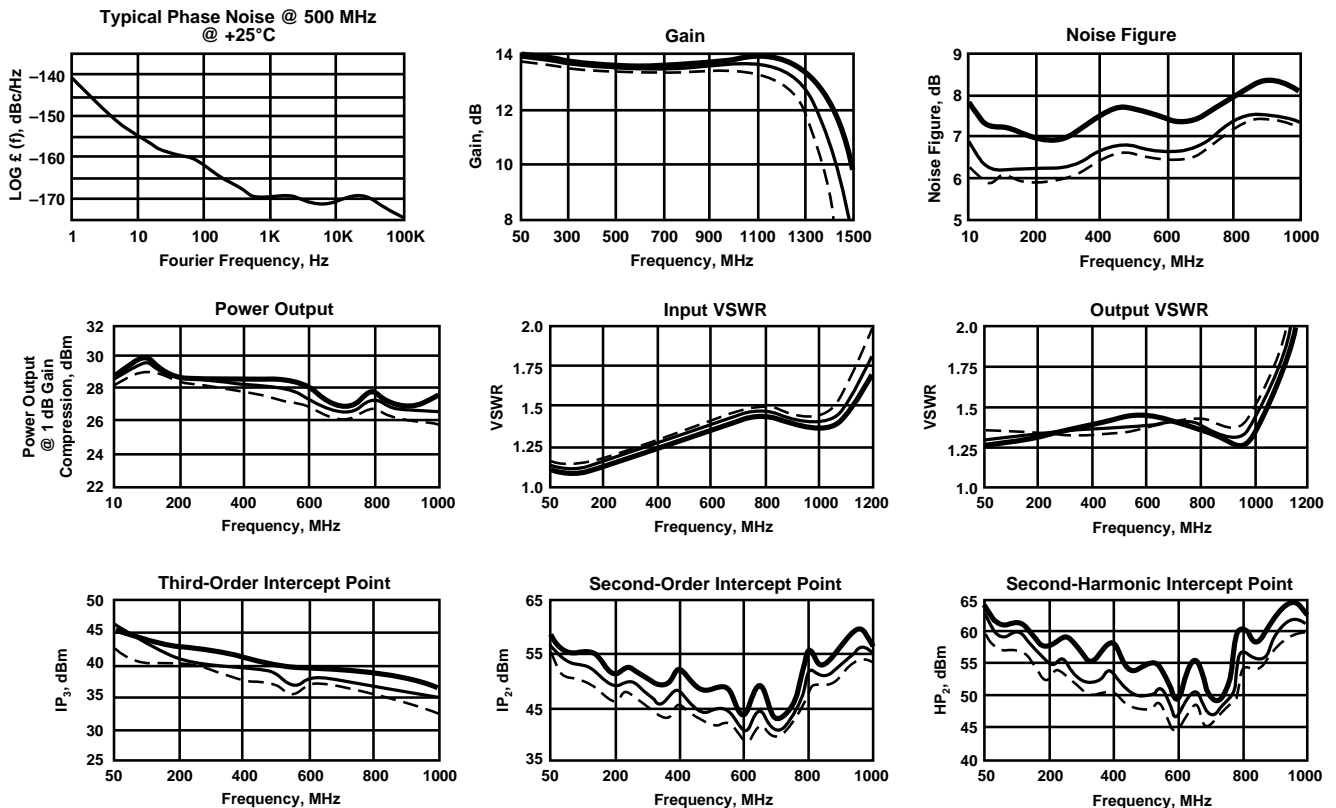 Typical Phase Noise @ 500 MHz
@ +25°C
LOG £ (f), dBc/Hz
–140
–150
–160
–170
1 10 100 1K 10K 100K
Fourier Frequency, Hz
Gain
Gain, dB
14
12
10
8
50 300 500 700 900 1100 1300 1500
Frequency, MHz
Noise Figure
Noise Figure, dB
9
8
7
6
5
10 200 400 600 800 1000
Frequency, MHz
Power Output
Power Output
@ 1 dB Gain
Compression, dBm
32
30
28
26
24
22
10 200 400 600 800 1000
Frequency, MHz
Input VSWR
VSWR
2.0
1.75
1.5
1.25
1.0
50 200 400 600 800 1000 1200
Frequency, MHz
Output VSWR
VSWR
2.0
1.5
1.25
1.0
50 200 400 600 800 1000 1200
Frequency, MHz
Third-Order Intercept Point
IP3, dBm
50
45
40
35
30
25
50 200 400 600 800 1000
Frequency, MHz
Second-Order Intercept Point
IP2, dBm
65
55
45
35
50 200 400 600 800 1000
Frequency, MHz
Second-Harmonic Intercept Point
HP2, dBm
65
60
55
50
45
40
50 200 400 600 800 1000
Frequency, MHz